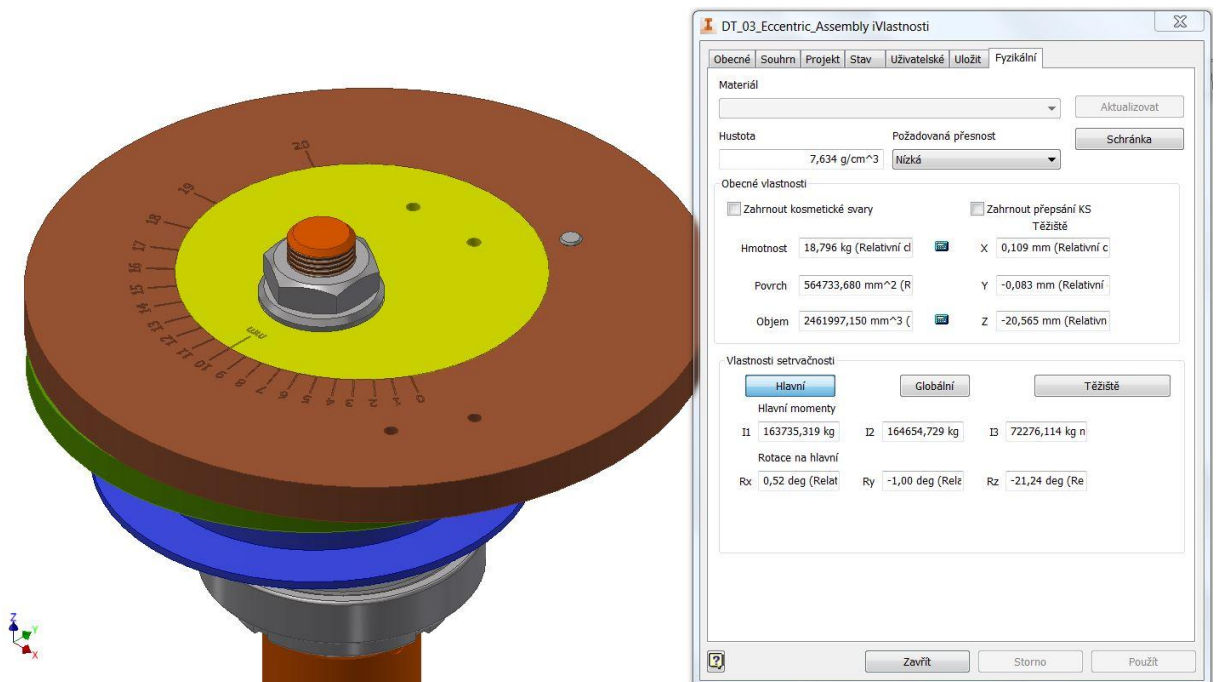 DT_03_Eccentric_Assembly iVlastnosti
Obecné Souhrn Projekt Stav Uživatelské Uložit Fyzikální
Materiál
Aktualizovat
Hustota Požadovaná přesnost Schránka
7,634 g/cm^3 Nízká
Obecné vlastnosti
Zahrnout kosmetické svary Zahrnout přepsání KS
Těžiště
Hmotnost 18,796 kg (Relativní cl X 0,109 mm (Relativní c
Povrch 564733,680 mm^2 (R Y -0,083 mm (Relativní
Objem 2461997,150 mm^3 ( Z -20,565 mm (Relativn
Vlastnosti setrvačnosti
Hlavní Globální Těžiště
Hlavní momenty
I1 163735,319 kg I2 164654,729 kg I3 72276,114 kg n
Rotace na hlavní
Rx 0,52 deg (Relat Ry -1,00 deg (Rela Rz -21,24 deg (Re
Zavřít Storno Použít
20
19
18
17
16
15
14
13
12
11
10
9
8
7
6
5
4
3
2
1
0
mm
Z
Y
X